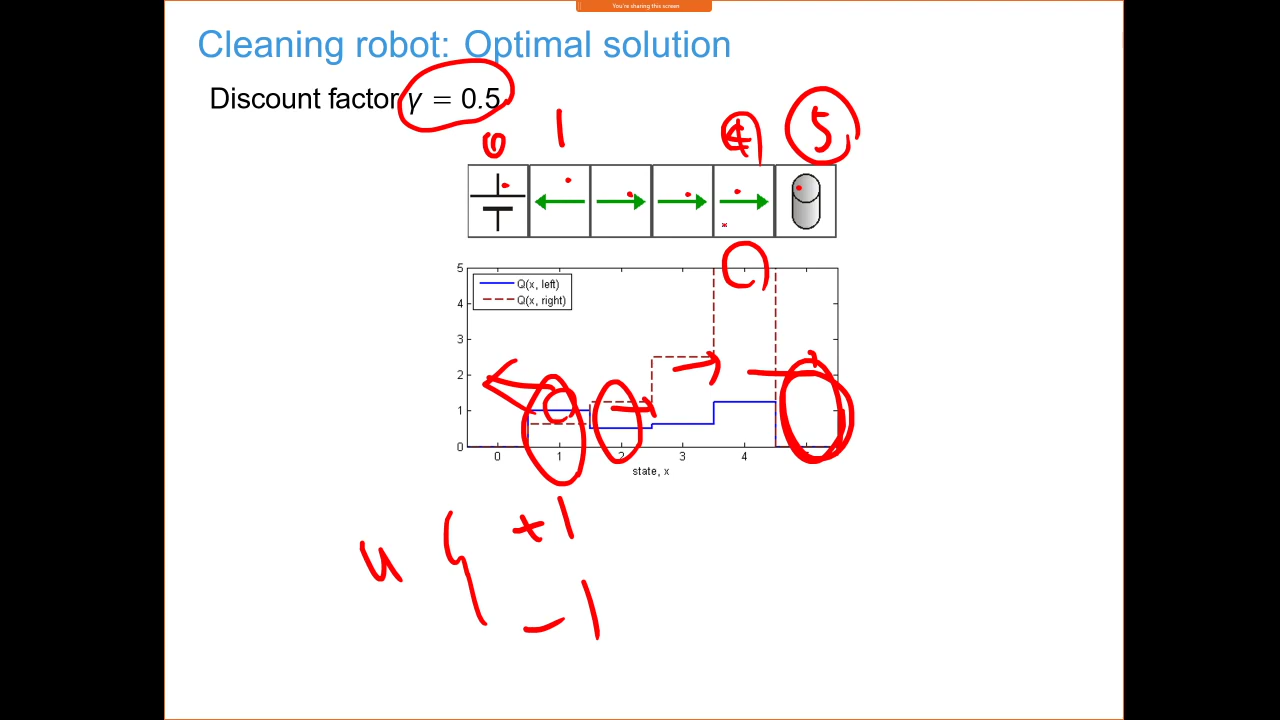 You're sharing this screen
Cleaning robot: Optimal solution
Discount factor γ = 0.5
0 1 4 5
5
4
3
2
1
0
Q(x, left)
Q(x, right)
0 1 2 3 4
state, x
u { +1
-1